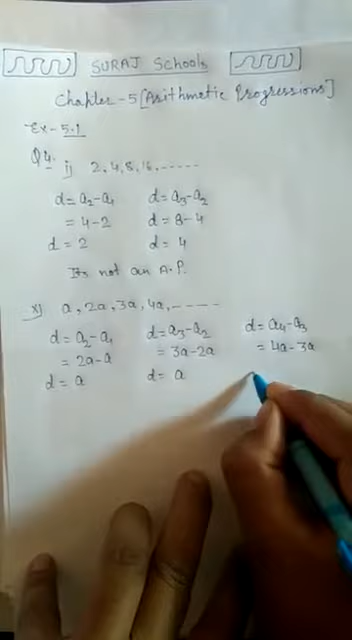 SURAJ Schools
Chapter-5 [Arithmetic Progressions]
Ex-5.1
Q4. i) 2, 4, 8, 16, -----
d = a₂-a₁ d = a₃-a₂
= 4-2 d = 8-4
d = 2 d = 4
Its not an A.P.
x) a, 2a, 3a, 4a, -----
d = a₂-a₁ d = a₃-a₂ d = a₄-a₃
= 2a-a = 3a-2a = 4a-3a
d = a d = a